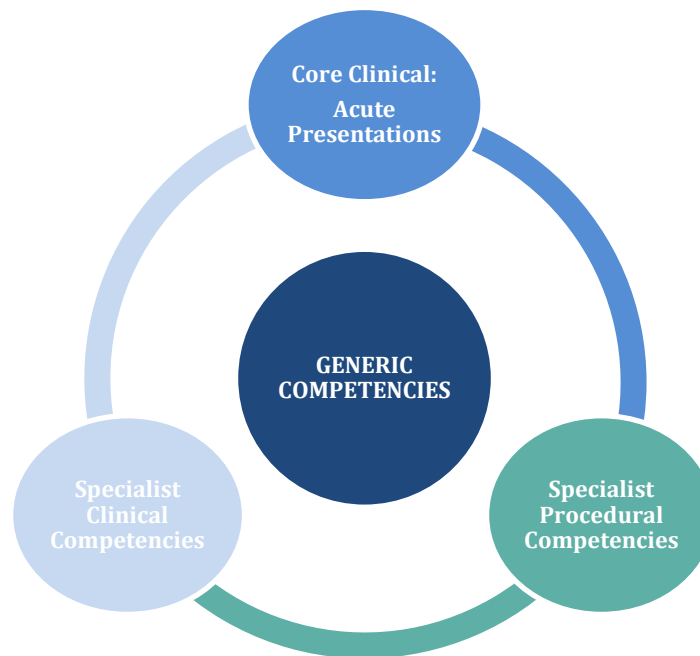 Core Clinical:
Acute
Presentations
GENERIC
COMPETENCIES
Specialist
Clinical
Competencies
Specialist
Procedural
Competencies